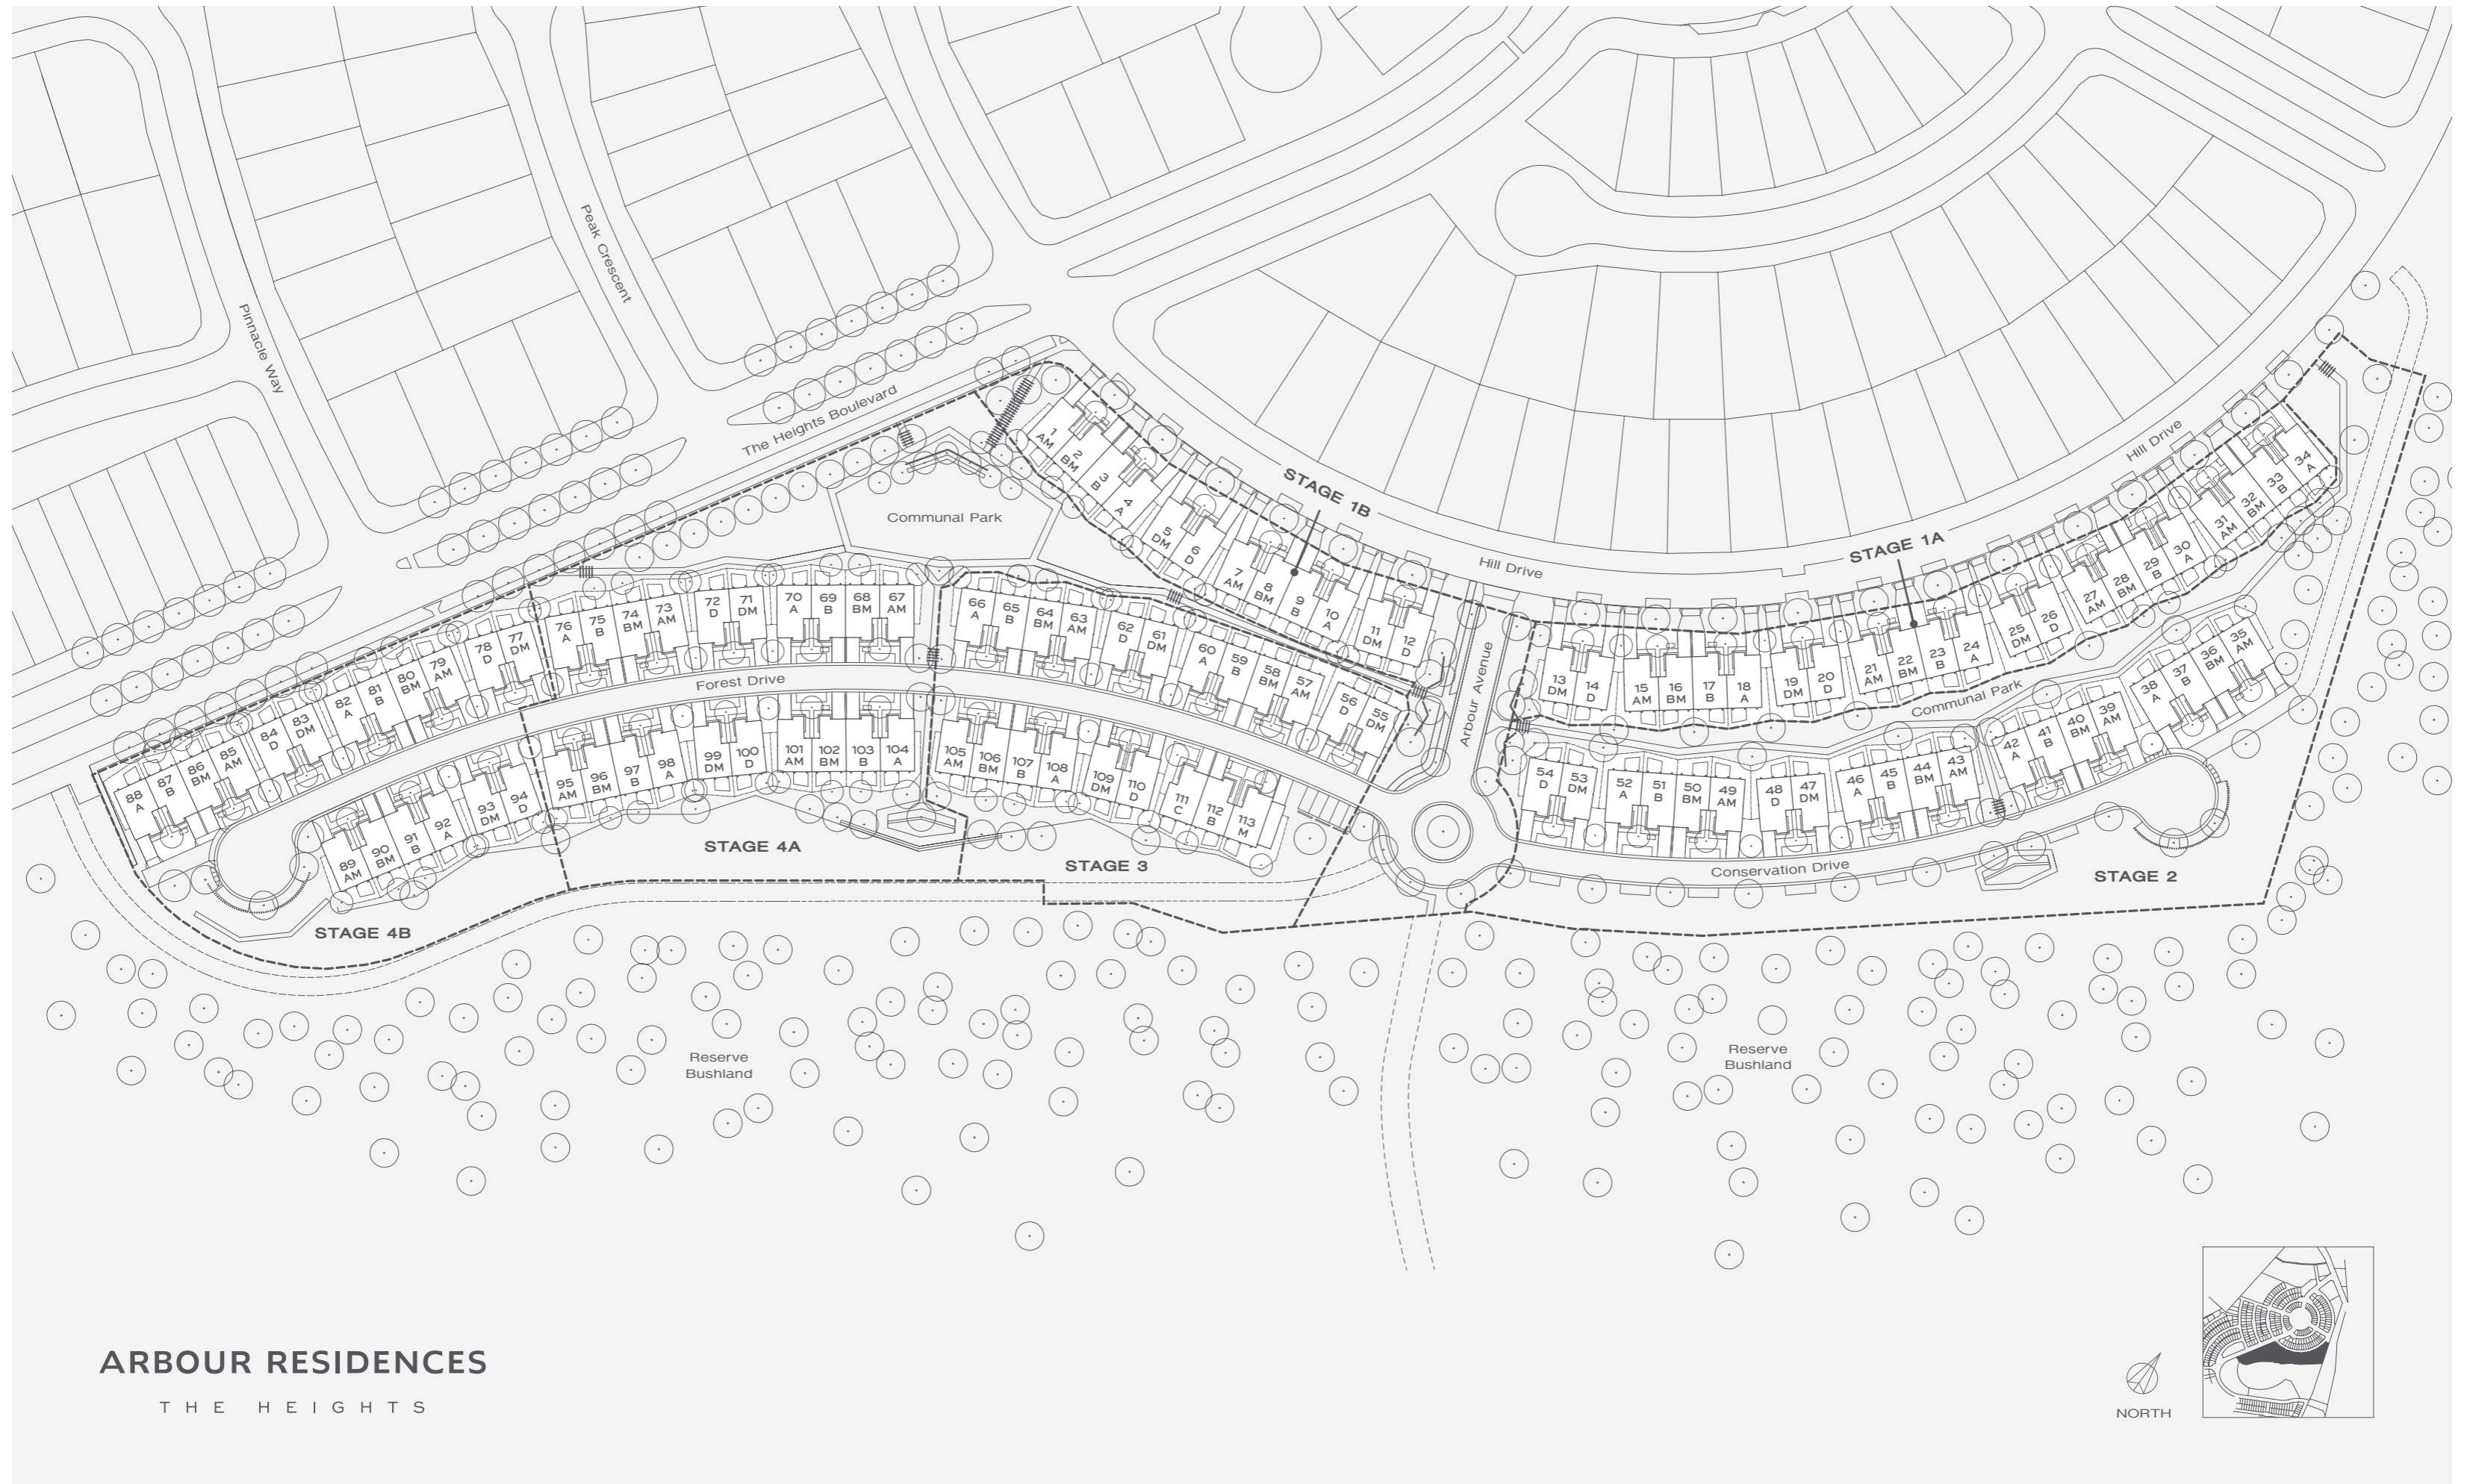 Peak Crescent
Pinnacle Way
The Heights Boulevard
Communal Park
STAGE 1B
Hill Drive
STAGE 1A
Hill Drive
1
AM
2
BM
3
B
4
A
5
DM
6
D
7
AM
8
BM
9
B
10
A
11
DM
12
D
13
DM
14
D
15
AM
16
BM
17
B
18
A
19
DM
20
D
21
AM
22
BM
23
B
24
A
25
DM
26
D
27
AM
28
BM
29
B
30
A
31
AM
32
BM
33
B
34
A
Arbour Avenue
Communal Park
88
A
87
B
86
BM
85
AM
84
D
83
DM
82
A
81
B
80
BM
79
AM
78
D
77
DM
76
A
75
B
74
BM
73
AM
72
D
71
DM
70
A
69
B
68
BM
67
AM
66
A
65
B
64
BM
63
AM
62
D
61
DM
60
A
59
B
58
BM
57
AM
56
D
55
DM
Forest Drive
54
D
53
DM
52
A
51
B
50
BM
49
AM
48
D
47
DM
46
A
45
B
44
BM
43
AM
42
A
41
B
40
BM
39
AM
38
A
37
B
36
BM
35
AM
89
AM
90
BM
91
B
92
A
93
DM
94
D
95
AM
96
BM
97
B
98
A
99
DM
100
D
101
AM
102
BM
103
B
104
A
105
AM
106
BM
107
B
108
A
109
DM
110
D
111
C
112
B
113
M
Conservation Drive
STAGE 4A
STAGE 3
STAGE 2
STAGE 4B
Reserve
Bushland
Reserve
Bushland
ARBOUR RESIDENCES
THE HEIGHTS
NORTH